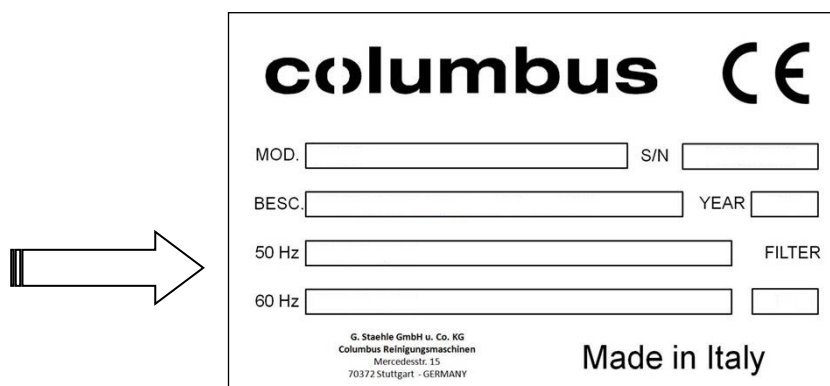 columbus CE
MOD. S/N
BESC. YEAR
50 Hz FILTER
60 Hz
G. Staehle GmbH u. Co. KG
Columbus Reinigungsmaschinen
Mercedesstr. 15
70372 Stuttgart - GERMANY
Made in Italy